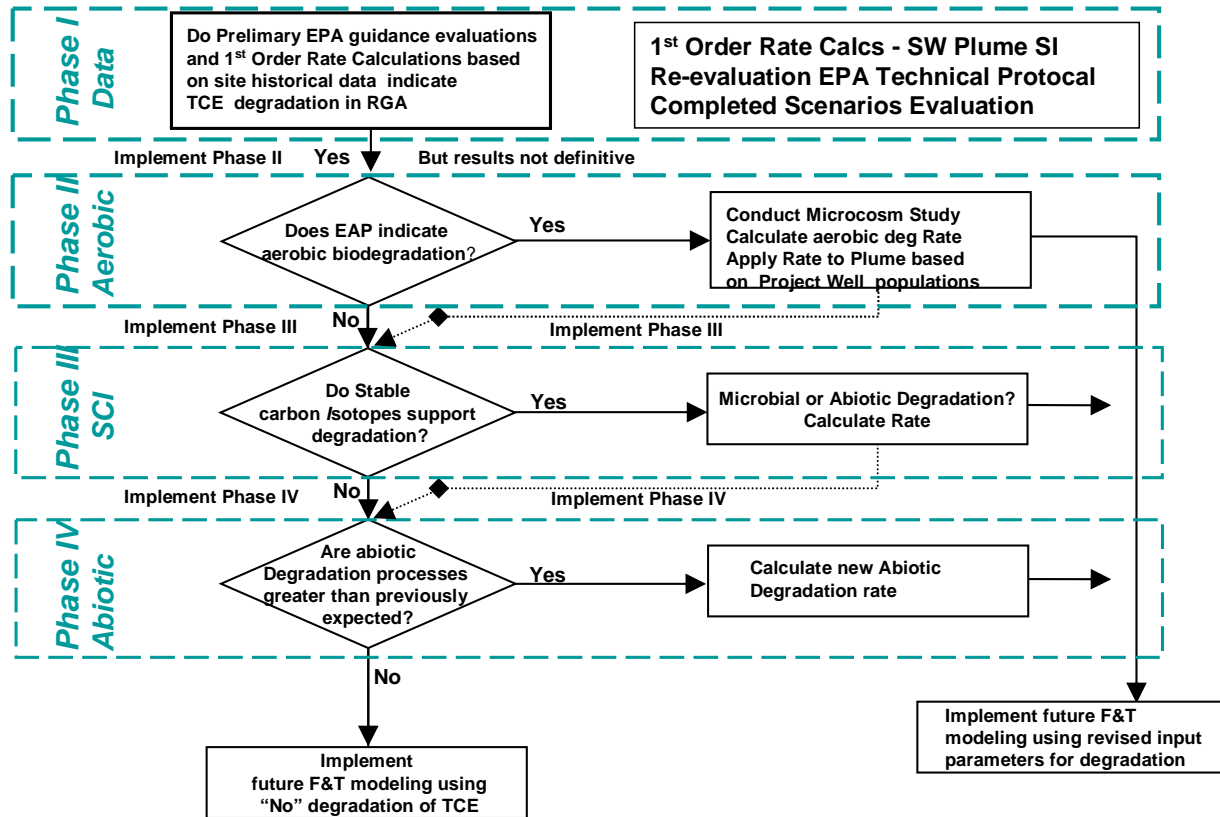 Phase I
Data
Do Prelimary EPA guidance evaluations
and 1st Order Rate Calculations based
on site historical data indicate
TCE degradation in RGA
1st Order Rate Calcs - SW Plume SI
Re-evaluation EPA Technical Protocal
Completed Scenarios Evaluation
Implement Phase II
Yes
But results not definitive
Phase II
Aerobic
Does EAP indicate
aerobic biodegradation?
Yes
Conduct Microcosm Study
Calculate aerobic deg Rate
Apply Rate to Plume based
on Project Well populations
Implement Phase III
No
Implement Phase III
Phase III
SCI
Do Stable
carbon Isotopes support
degradation?
Yes
Microbial or Abiotic Degradation?
Calculate Rate
Implement Phase IV
No
Implement Phase IV
Phase IV
Abiotic
Are abiotic
Degradation processes
greater than previously
expected?
Yes
Calculate new Abiotic
Degradation rate
No
Implement
future F&T modeling using
“No” degradation of TCE
Implement future F&T
modeling using revised input
parameters for degradation